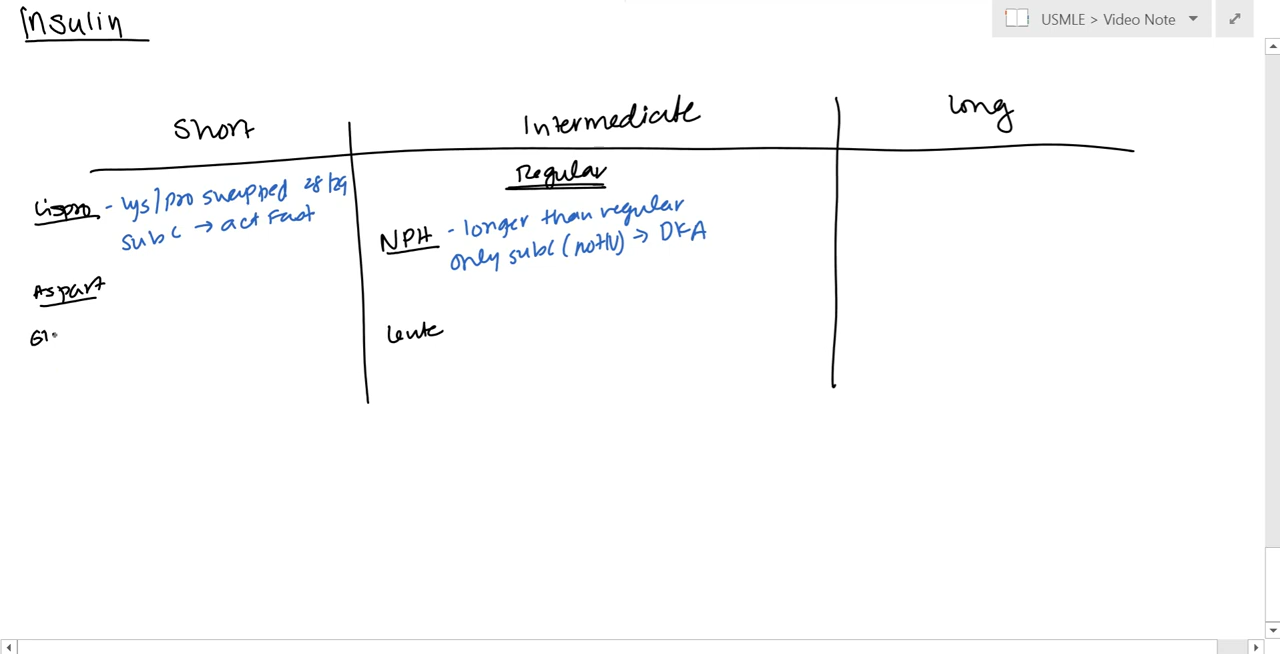 Insulin
USMLE > Video Note
Short
Intermediate
Long
Lispro - lys/pro swapped 28/29
subc → act Fast
Regular
NPH - longer than regular
only subc (not IV) → DKA
Aspart
Gl
Lente